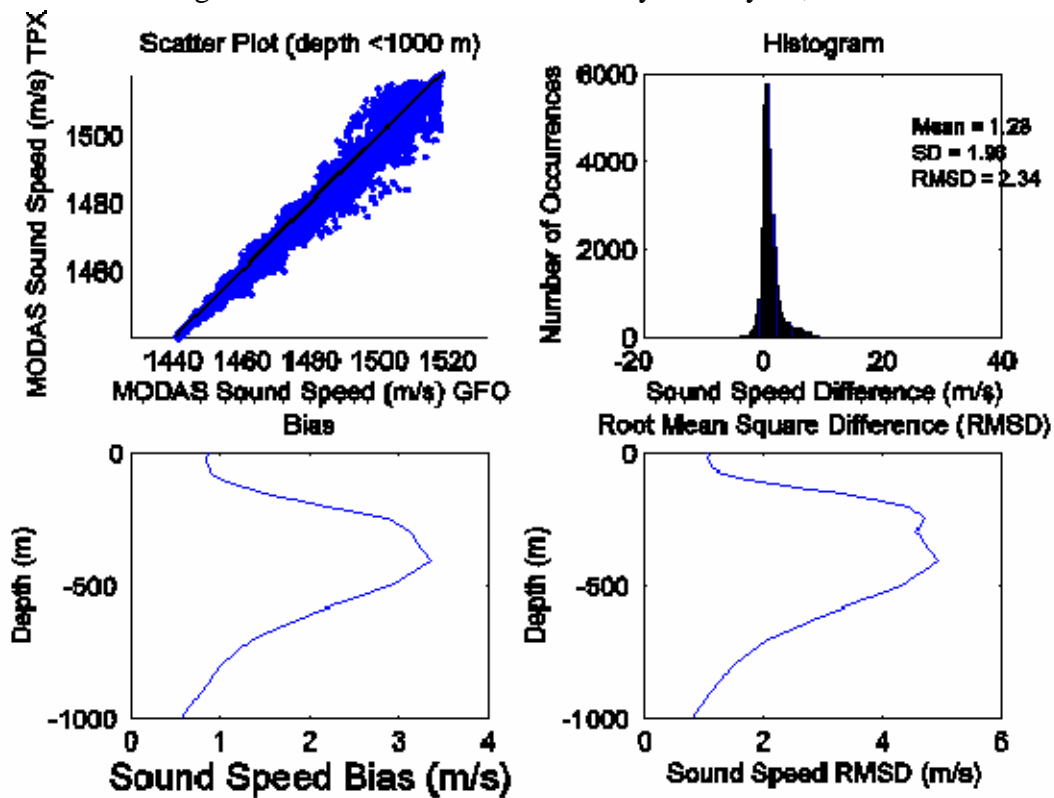 Scatter Plot (depth <1000 m)
MODAS Sound Speed (m/s) TPX
1500
1480
1460
1440 1460 1480 1500 1520
MODAS Sound Speed (m/s) GFO
Histogram
Number of Occurrences
6000
4000
2000
0
Mean = 1.28
SD = 1.96
RMSD = 2.34
-20 0 20 40
Sound Speed Difference (m/s)
Bias
Depth (m)
0
-500
-1000
0 1 2 3 4
Sound Speed Bias (m/s)
Root Mean Square Difference (RMSD)
Depth (m)
0
-500
-1000
0 2 4 6
Sound Speed RMSD (m/s)